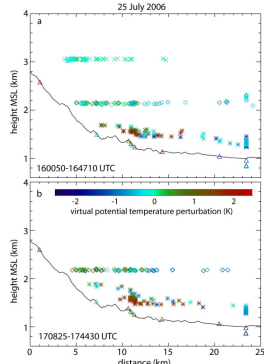 25 July 2006
a
4
3
2
1
height MSL (km)
160050-164710 UTC
b
-2 -1 0 1 2
virtual potential temperature perturbation (K)
4
3
2
1
height MSL (km)
170825-174430 UTC
0 5 10 15 20 25
distance (km)